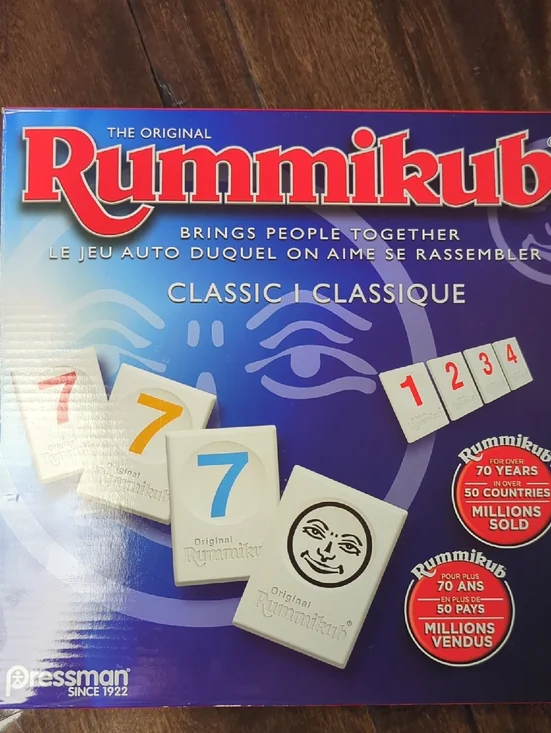 THE ORIGINAL
Rummikub
BRINGS PEOPLE TOGETHER
LE JEU AUTO DUQUEL ON AIME SE RASSEMBLER
CLASSIC | CLASSIQUE
1 2 3 4
7
7
Original
Rummikub
7
Original
Rummikub
Original
Rummikub®
Rummikub
FOR OVER
70 YEARS
IN OVER
50 COUNTRIES
MILLIONS
SOLD
Rummikub
POUR PLUS
70 ANS
EN PLUS DE
50 PAYS
MILLIONS
VENDUS
Pressman®
SINCE 1922